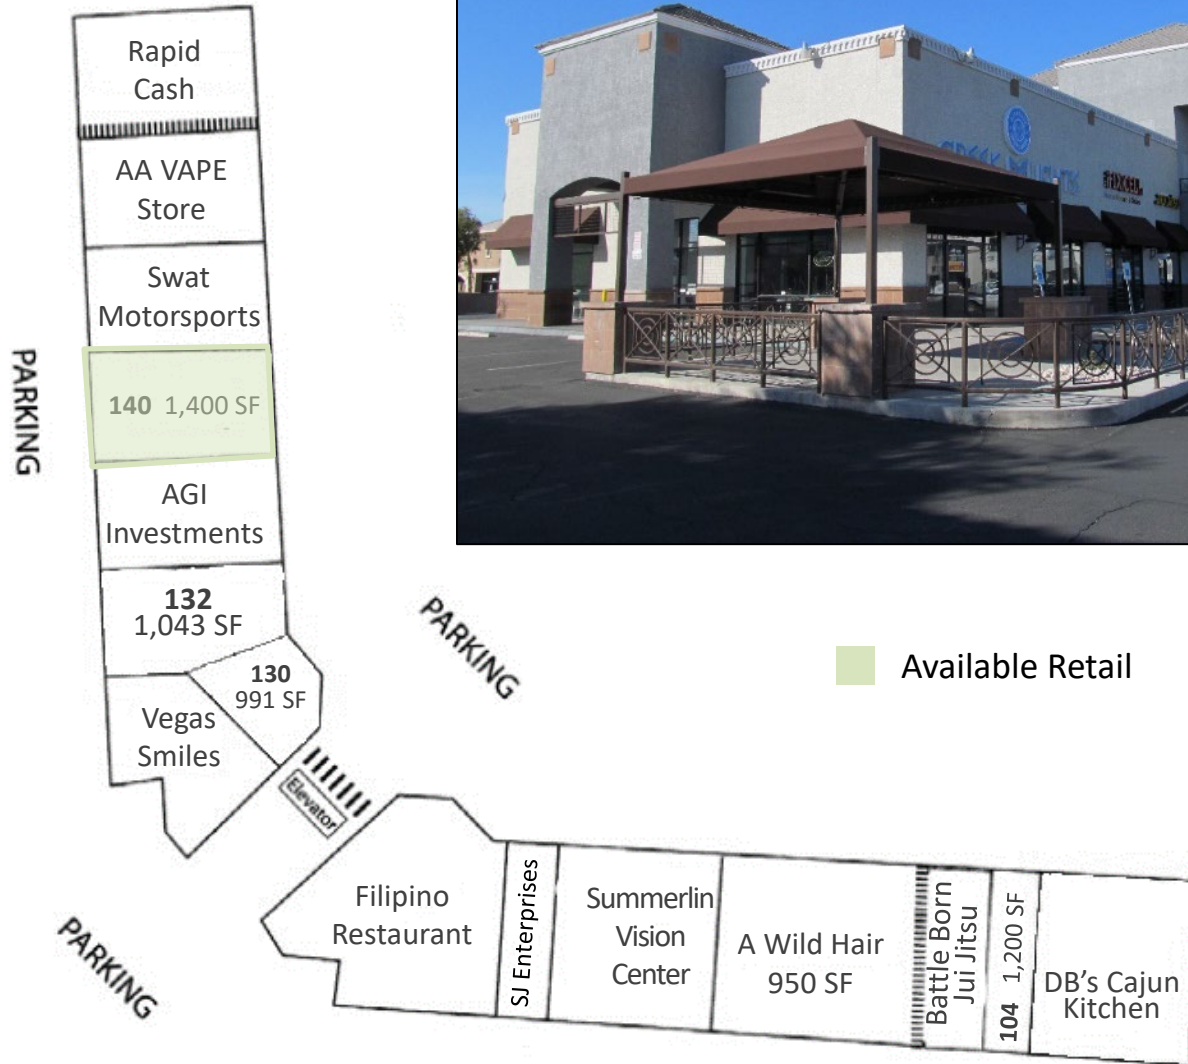 Rapid
Cash
AA VAPE
Store
Swat
Motorsports
140 1,400 SF
AGI
Investments
132
1,043 SF
130
991 SF
Vegas
Smiles
Elevator
PARKING
PARKING
PARKING
Available Retail
Filipino
Restaurant
SJ Enterprises
Summerlin
Vision
Center
A Wild Hair
950 SF
Battle Born
Jui Jitsu
104 1,200 SF
DB's Cajun
Kitchen